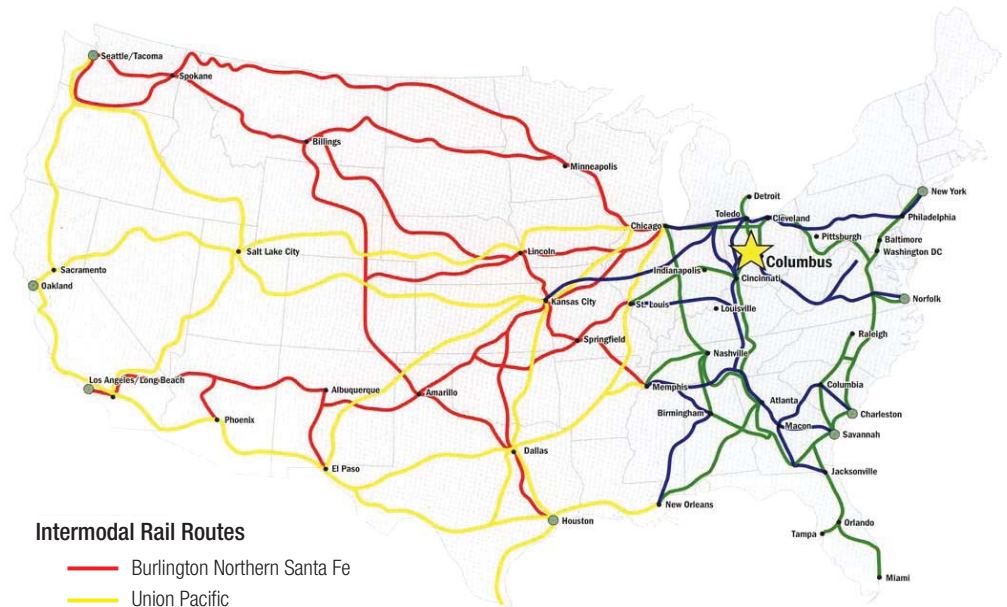 Seattle/Tacoma
Spokane
Billings
Minneapolis
Detroit
New York
Toledo
Cleveland
Chicago
Philadelphia
Pittsburgh
Baltimore
Salt Lake City
Lincoln
Washington DC
Columbus
Sacramento
Indianapolis
Cincinnati
Oakland
Kansas City
St. Louis
Norfolk
Louisville
Raleigh
Springfield
Nashville
Los Angeles/Long Beach
Albuquerque
Amarillo
Memphis
Columbia
Atlanta
Phoenix
Birmingham
Charleston
Macon
Savannah
Dallas
El Paso
Jacksonville
New Orleans
Houston
Orlando
Tampa
Miami
Intermodal Rail Routes
Burlington Northern Santa Fe
Union Pacific